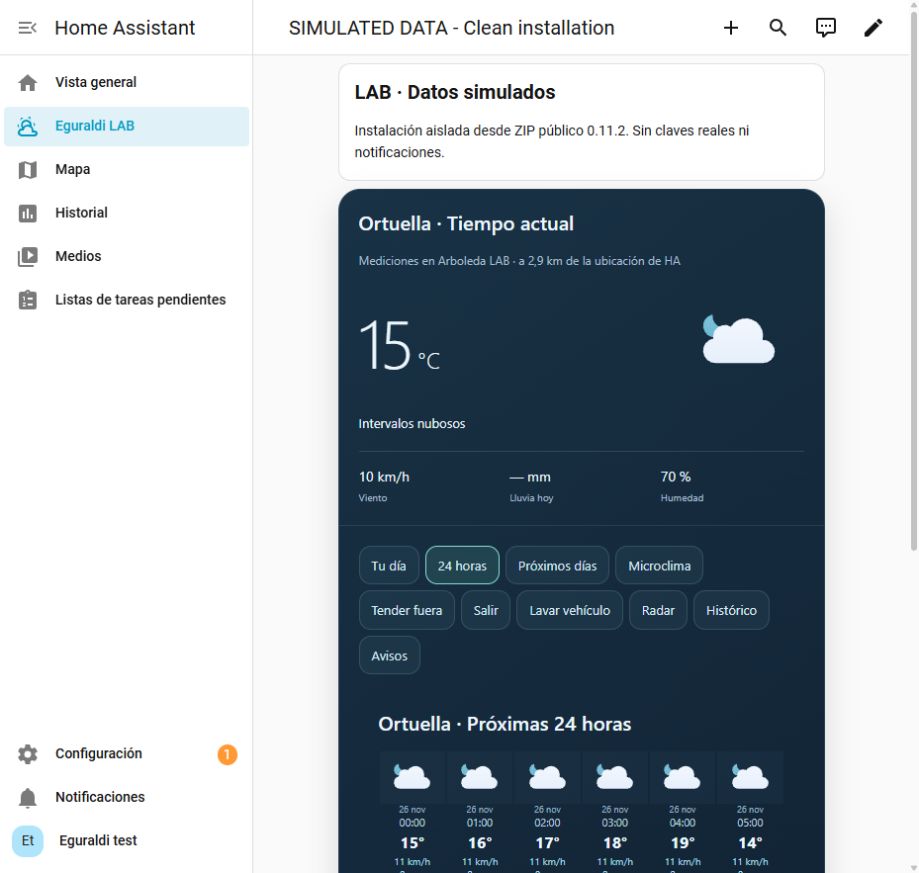 Home Assistant
SIMULATED DATA - Clean installation
Vista general
Eguraldi LAB
Mapa
Historial
Medios
Listas de tareas pendientes
Configuración
1
Notificaciones
Et
Eguraldi test
LAB · Datos simulados
Instalación aislada desde ZIP público 0.11.2. Sin claves reales ni
notificaciones.
Ortuella · Tiempo actual
Mediciones en Arboleda LAB · a 2,9 km de la ubicación de HA
15 °C
Intervalos nubosos
10 km/h — mm 70 %
Viento Lluvia hoy Humedad
Tu día 24 horas Próximos días Microclima
Tender fuera Salir Lavar vehículo Radar Histórico
Avisos
Ortuella · Próximas 24 horas
26 nov 26 nov 26 nov 26 nov 26 nov 26 nov
00:00 01:00 02:00 03:00 04:00 05:00
15° 16° 17° 18° 19° 14°
11 km/h 11 km/h 11 km/h 11 km/h 11 km/h 11 km/h